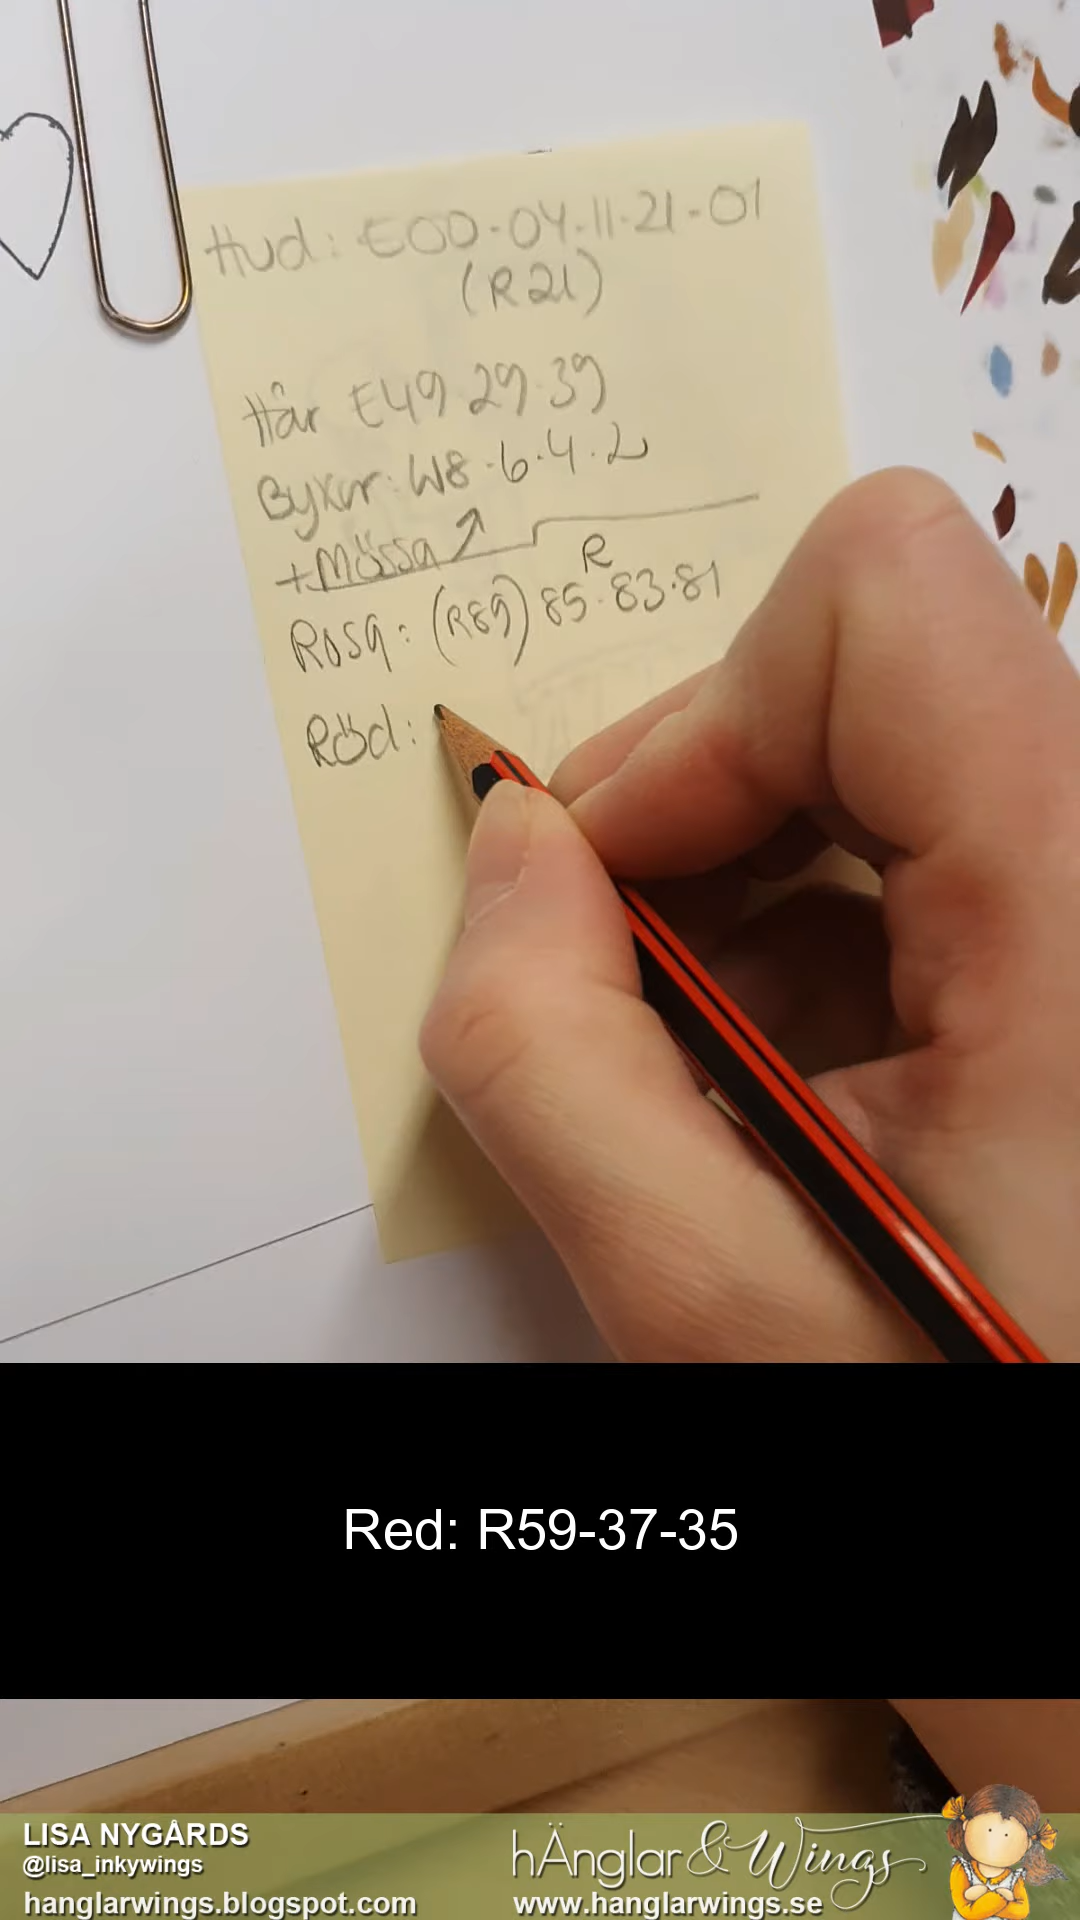 Hud: E00·04·11·21·01
(R21)
Hår E49 29·39
Byxor: W8·6·4·2
+Mössa ↗
R
Rosa: (R89) 85·83·81
Röd:
Red: R59-37-35
LISA NYGÅRDS
@lisa_inkywings
hanglarwings.blogspot.com
hÄnglar & Wings
www.hanglarwings.se